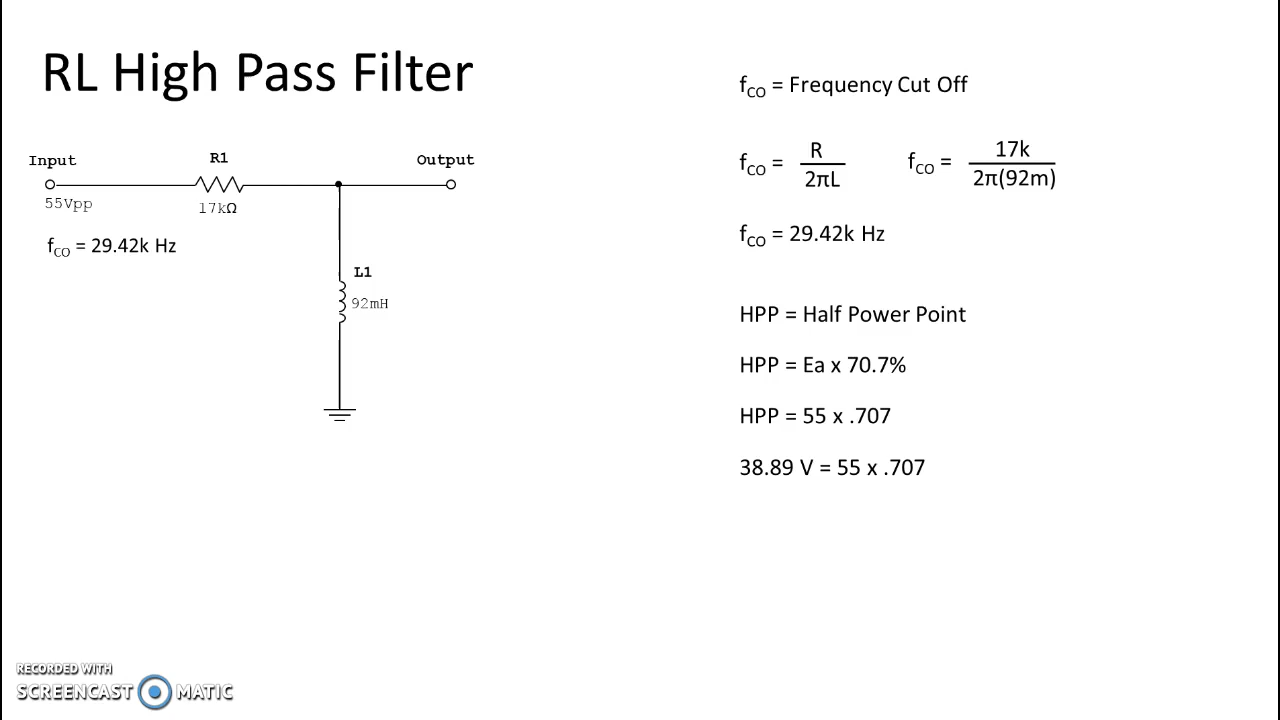 RL High Pass Filter
Input
R1
Output
55Vpp
17kΩ
fCO = 29.42k Hz
L1
92mH
fCO = Frequency Cut Off
fCO = R / 2πL
fCO = 17k / 2π(92m)
fCO = 29.42k Hz
HPP = Half Power Point
HPP = Ea x 70.7%
HPP = 55 x .707
38.89 V = 55 x .707
RECORDED WITH
SCREENCAST MATIC